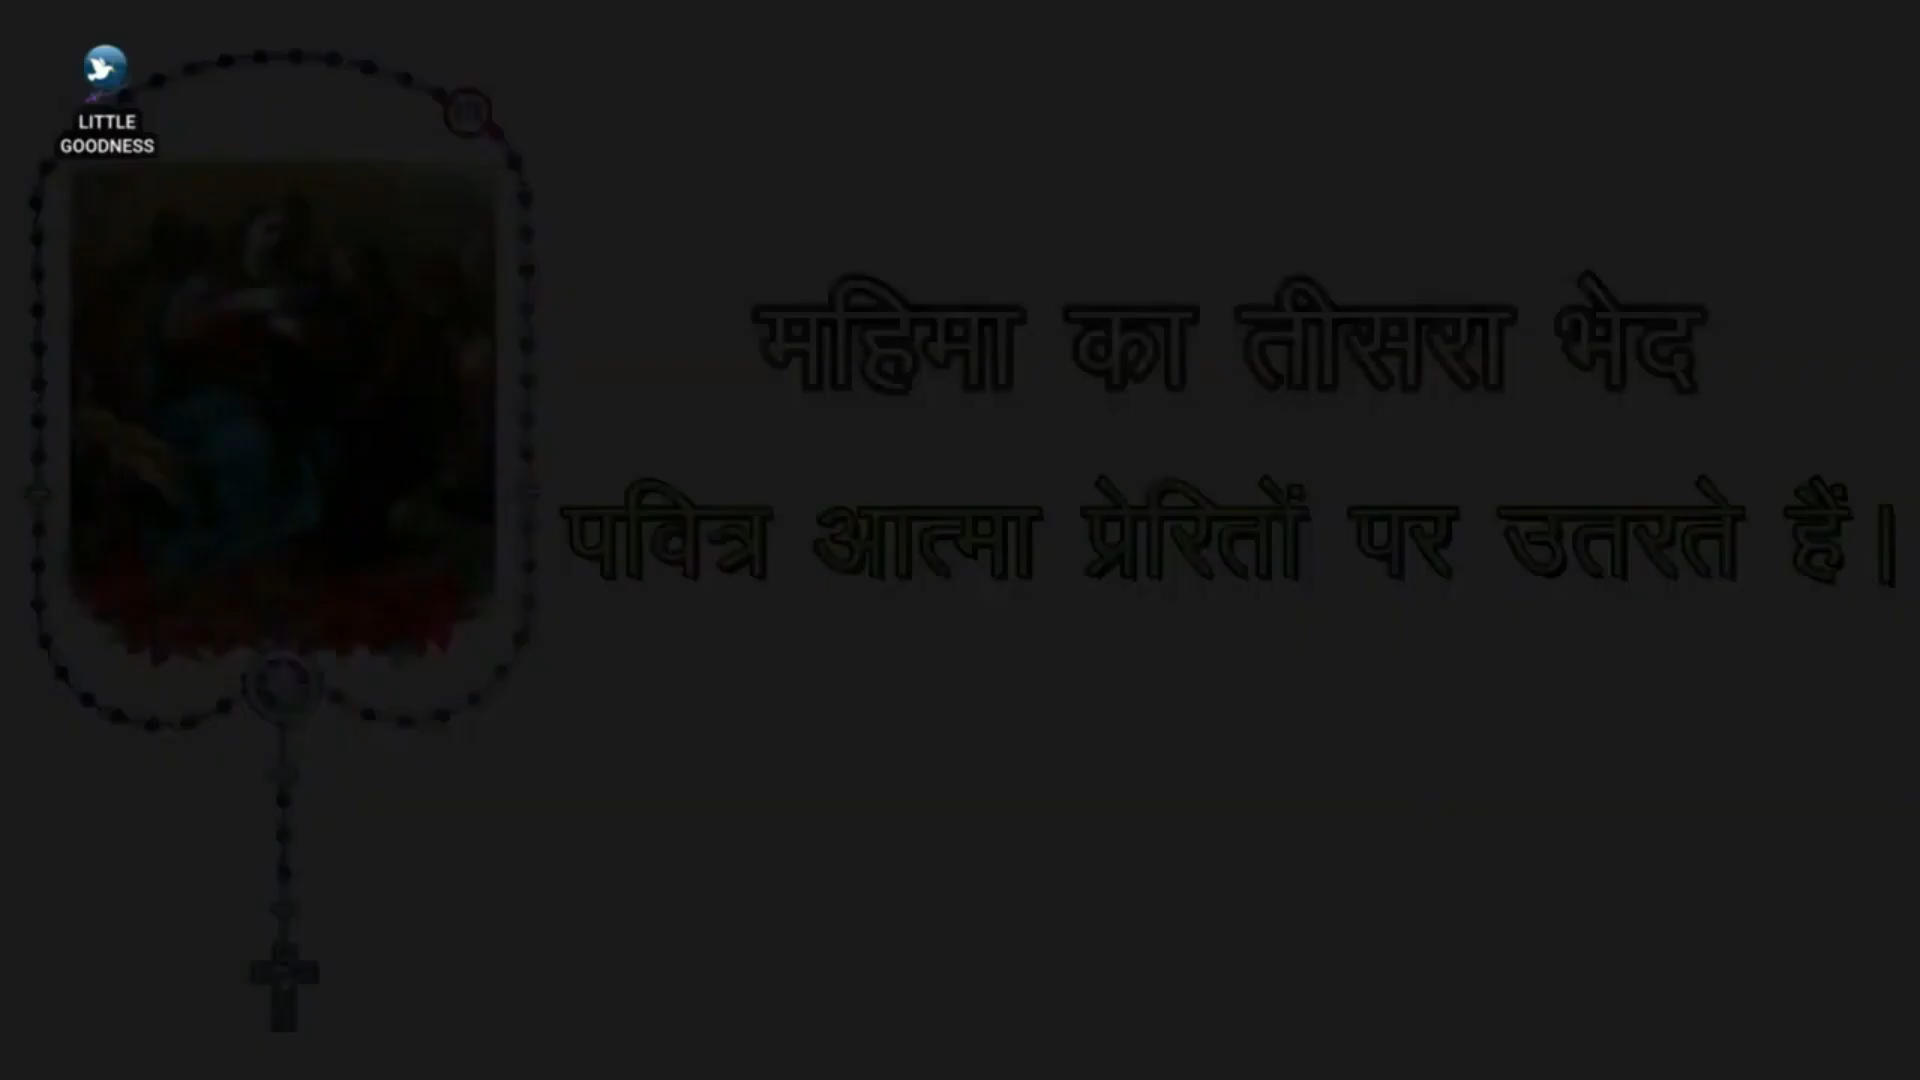 LITTLE
GOODNESS
महिमा का तीसरा भेद
पवित्र आत्मा प्रेरितों पर उतरते हैं।